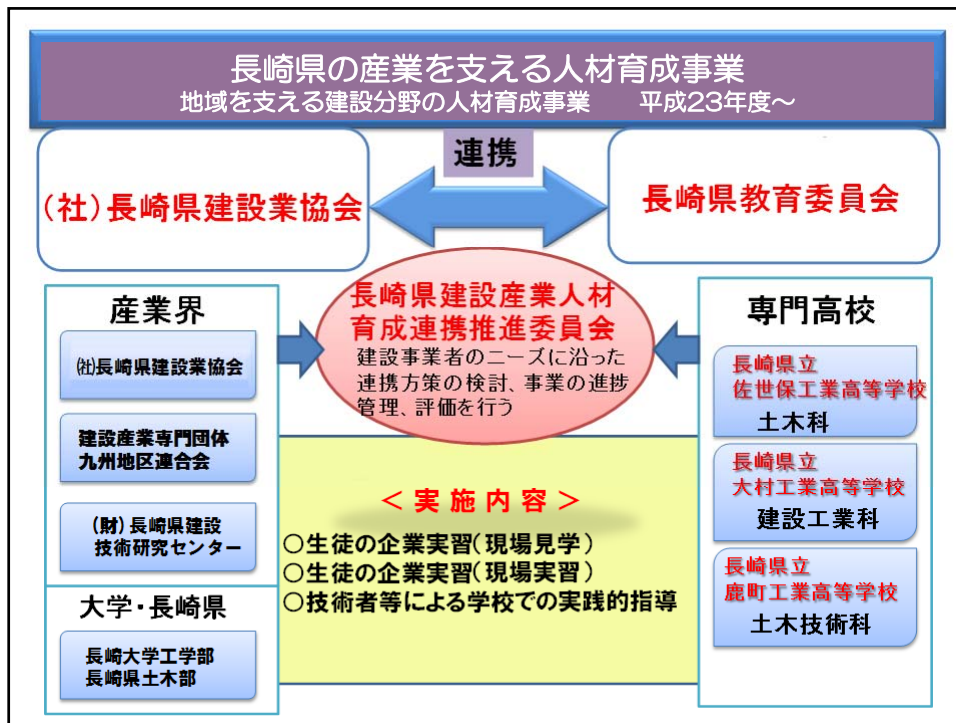 長崎県の産業を支える人材育成事業
地域を支える建設分野の人材育成事業　　平成23年度～
連携
（社）長崎県建設業協会
長崎県教育委員会
長崎県建設産業人材
育成連携推進委員会
建設事業者のニーズに沿った
連携方策の検討、事業の進捗
管理、評価を行う
産業界
㈳長崎県建設業協会
建設産業専門団体
九州地区連合会
（財）長崎県建設
技術研究センター
大学・長崎県
長崎大学工学部
長崎県土木部
＜実施内容＞
○生徒の企業実習（現場見学）
○生徒の企業実習（現場実習）
○技術者等による学校での実践的指導
専門高校
長崎県立
佐世保工業高等学校
土木科
長崎県立
大村工業高等学校
建設工業科
長崎県立
鹿町工業高等学校
土木技術科